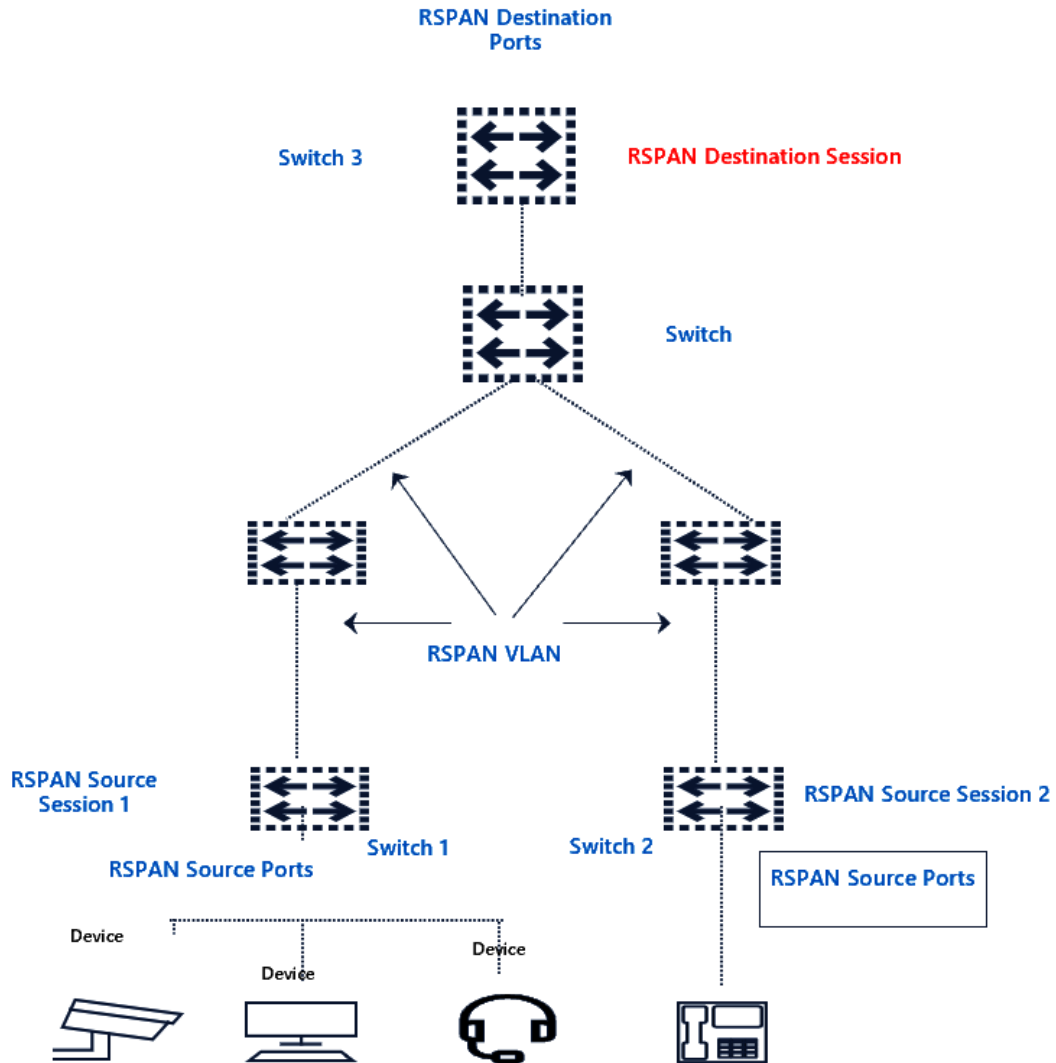 RSPAN Destination
Ports
Switch 3
RSPAN Destination Session
Switch
RSPAN VLAN
RSPAN Source
Session 1
RSPAN Source Session 2
Switch 1
Switch 2
RSPAN Source Ports
RSPAN Source Ports
Device
Device
Device